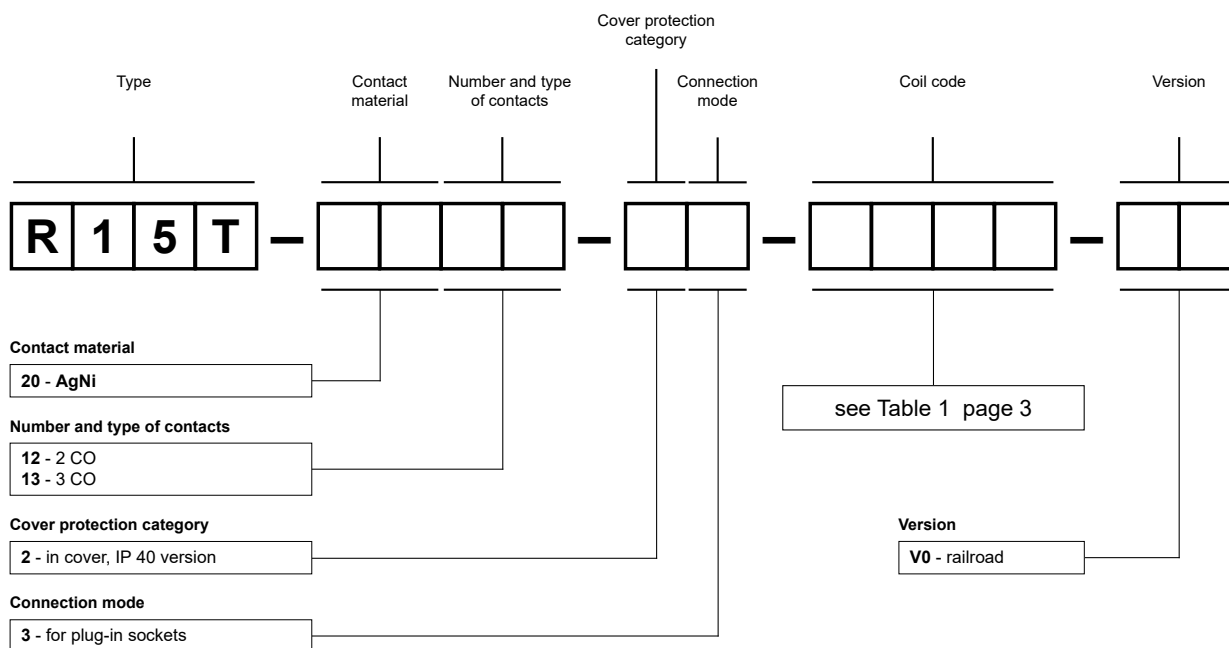 Cover protection
category
Type
Contact
material
Number and type
of contacts
Connection
mode
Coil code
Version
R 1 5 T – – – –
Contact material
20 - AgNi
see Table 1 page 3
Number and type of contacts
12 - 2 CO
13 - 3 CO
Cover protection category
2 - in cover, IP 40 version
Version
V0 - railroad
Connection mode
3 - for plug-in sockets